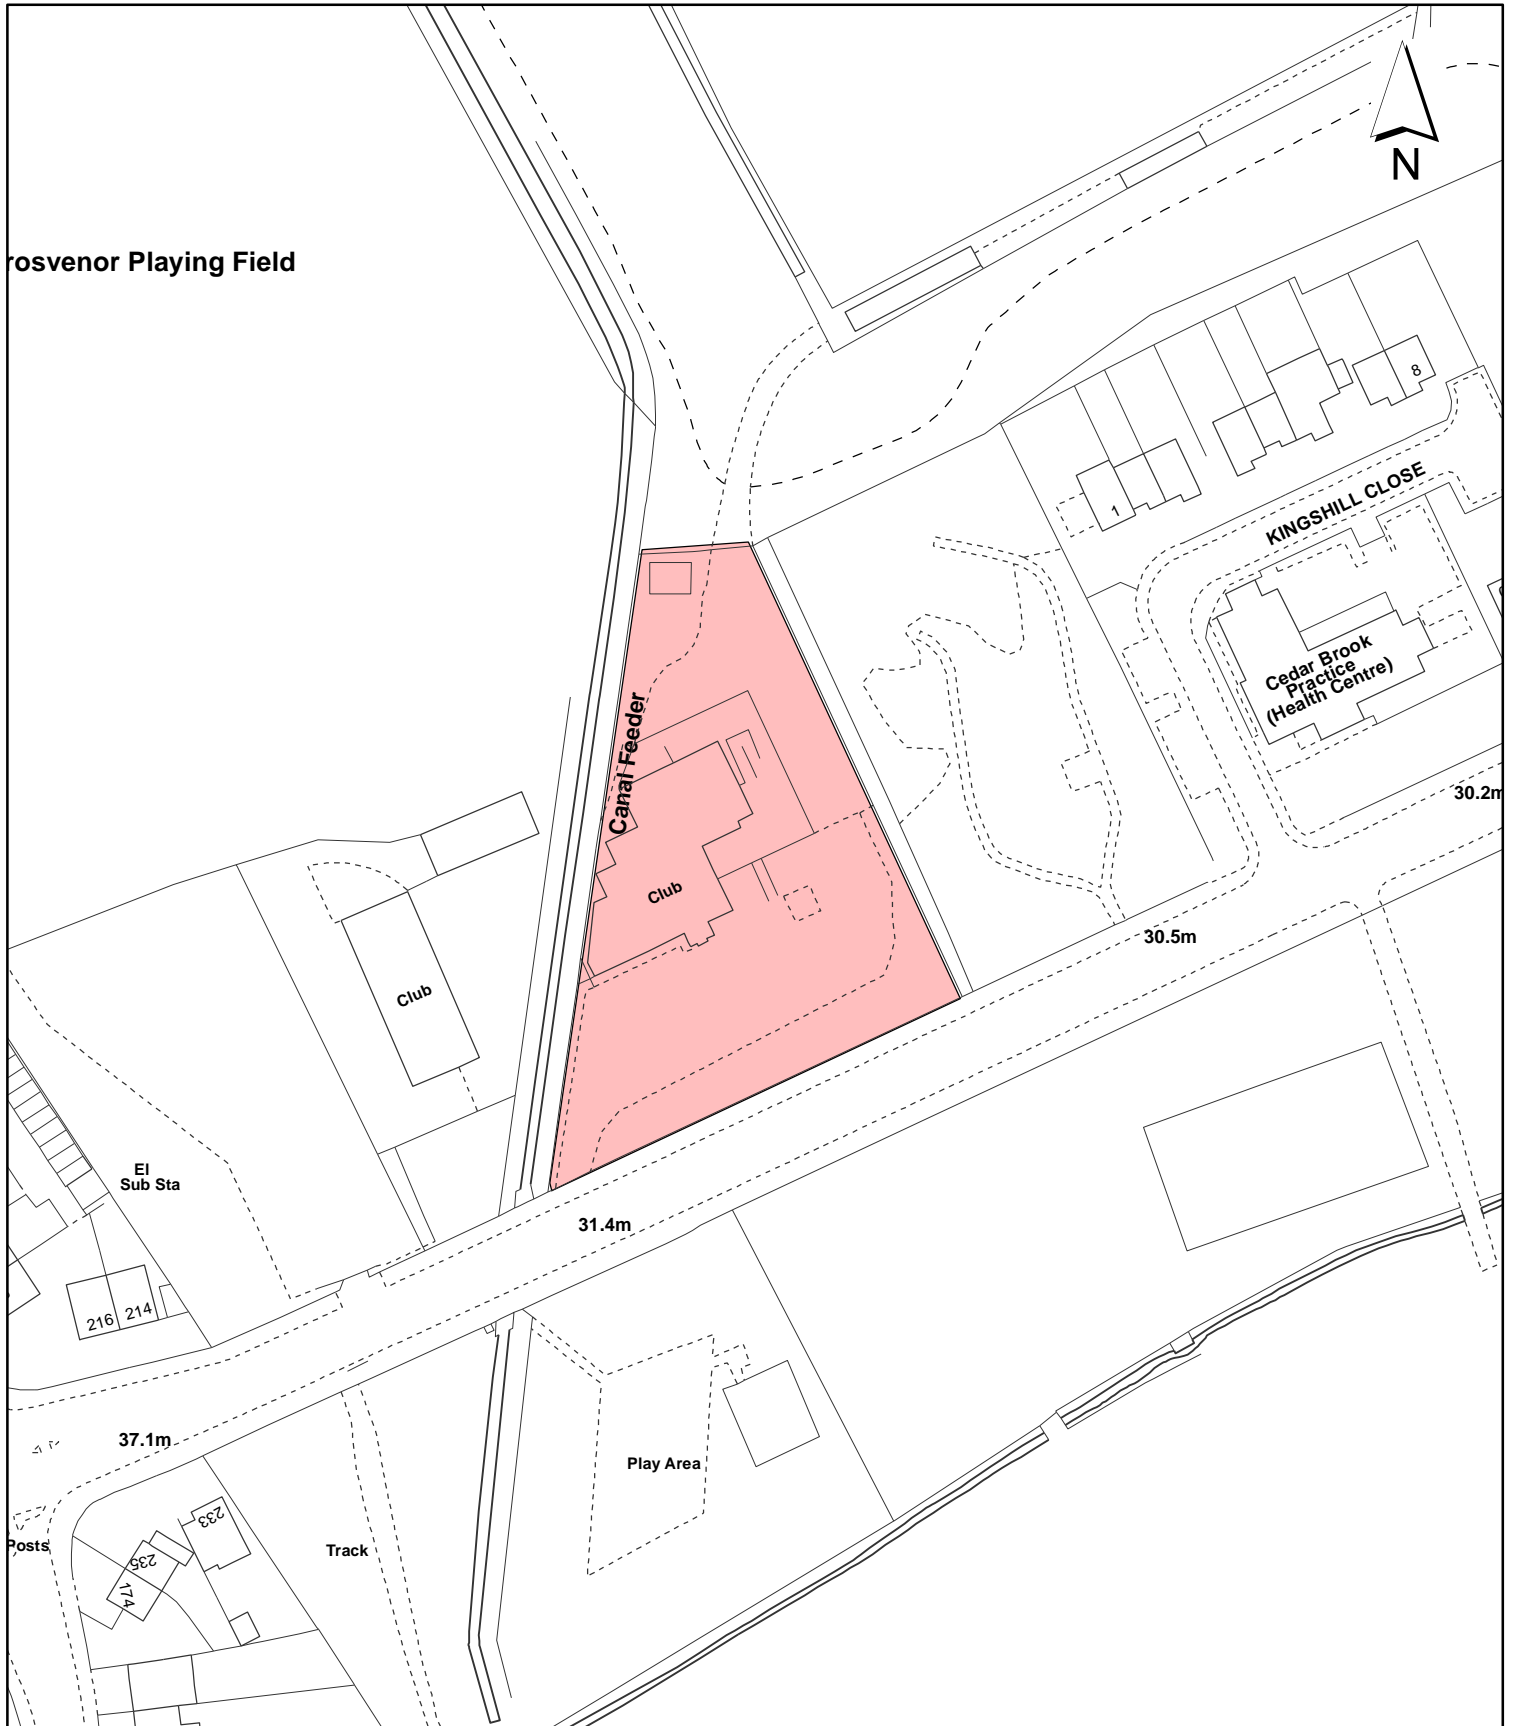 N
rosvenor Playing Field
8
1
KINGSHILL CLOSE
Cedar Brook
Practice
(Health Centre)
Canal Feeder
30.2m
Club
30.5m
Club
El
Sub Sta
31.4m
216
214
37.1m
Play Area
Posts
233
235
174
Track